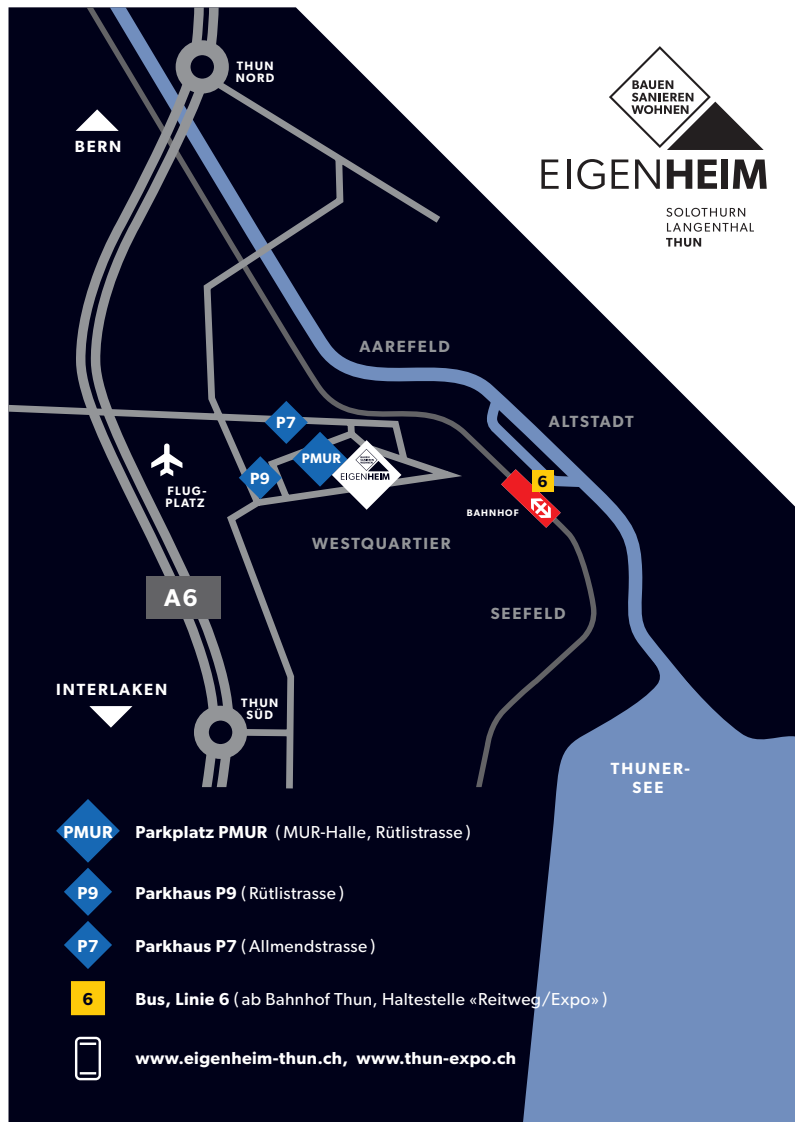 THUN
NORD
BERN
BAUEN
SANIEREN
WOHNEN
EIGENHEIM
SOLOTHURN
LANGENTHAL
THUN
AAREFELD
ALTSTADT
P7
PMUR
P9
BAUEN
SANIEREN
WOHNEN
EIGENHEIM
FLUG-
PLATZ
6
BAHNHOF
WESTQUARTIER
A6
SEEFELD
INTERLAKEN
THUN
SÜD
THUNER-
SEE
PMUR Parkplatz PMUR (MUR-Halle, Rütlistrasse)
P9 Parkhaus P9 (Rütlistrasse)
P7 Parkhaus P7 (Allmendstrasse)
6 Bus, Linie 6 (ab Bahnhof Thun, Haltestelle «Reitweg/Expo»)
www.eigenheim-thun.ch, www.thun-expo.ch